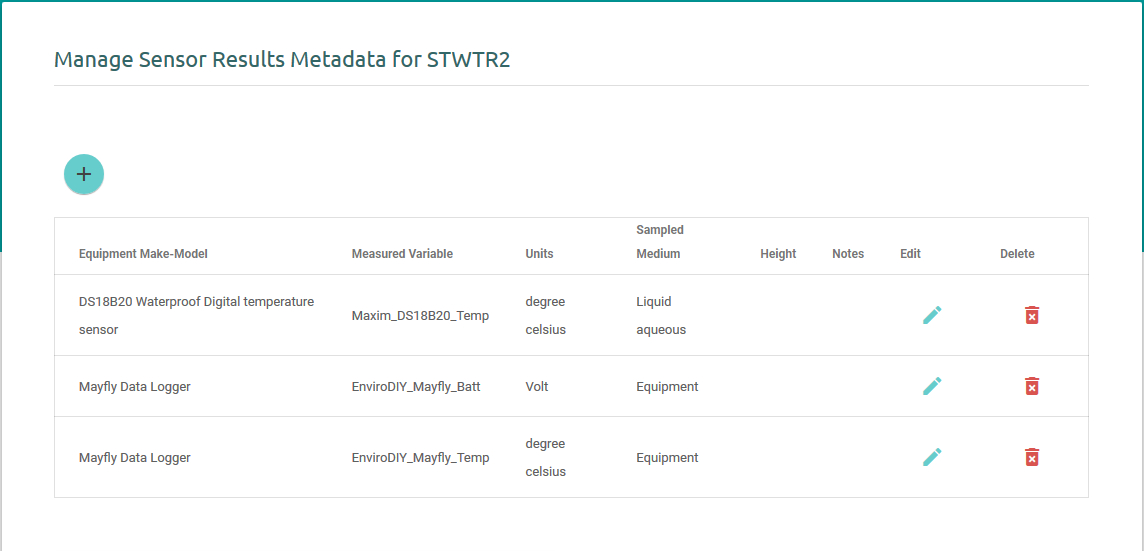 Manage Sensor Results Metadata for STWTR2
+
Equipment Make-Model Measured Variable Units Sampled Medium Height Notes Edit Delete
DS18B20 Waterproof Digital temperature sensor Maxim_DS18B20_Temp degree celsius Liquid aqueous
Mayfly Data Logger EnviroDIY_Mayfly_Batt Volt Equipment
Mayfly Data Logger EnviroDIY_Mayfly_Temp degree celsius Equipment